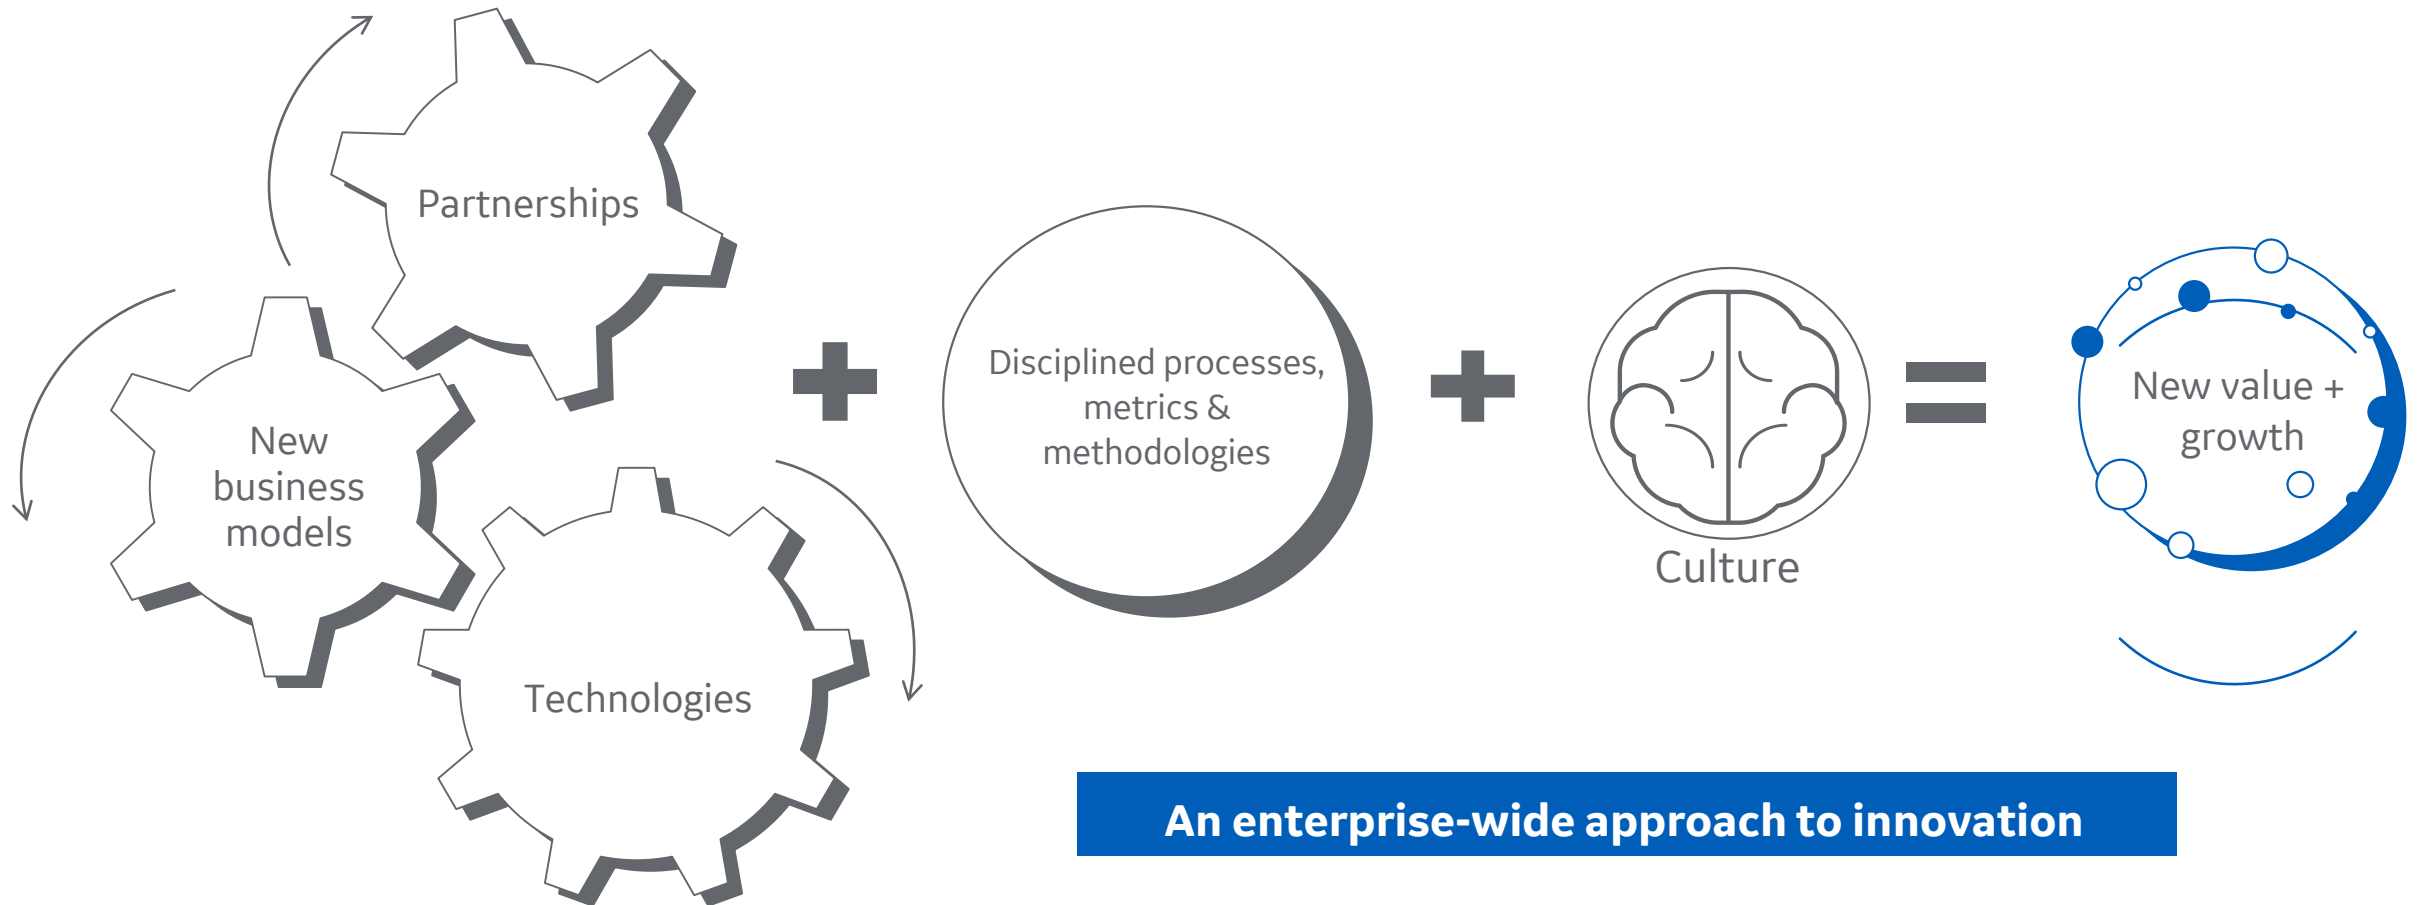 Partnerships
New
business
models
Technologies
Disciplined processes,
metrics &
methodologies
Culture
New value +
growth
An enterprise-wide approach to innovation